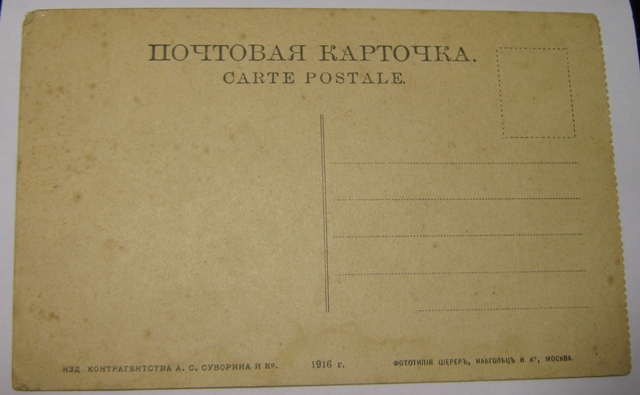 ПОЧТОВАЯ КАРТОЧКА.
CARTE POSTALE.
ИЗД. КОНТРАГЕНТСТВА А. С. СУВОРИНА И Ко. 1916 г. ФОТОТИПІЯ ШЕРЕРЪ, НАБГОЛЬЦЪ И Ко, МОСКВА.